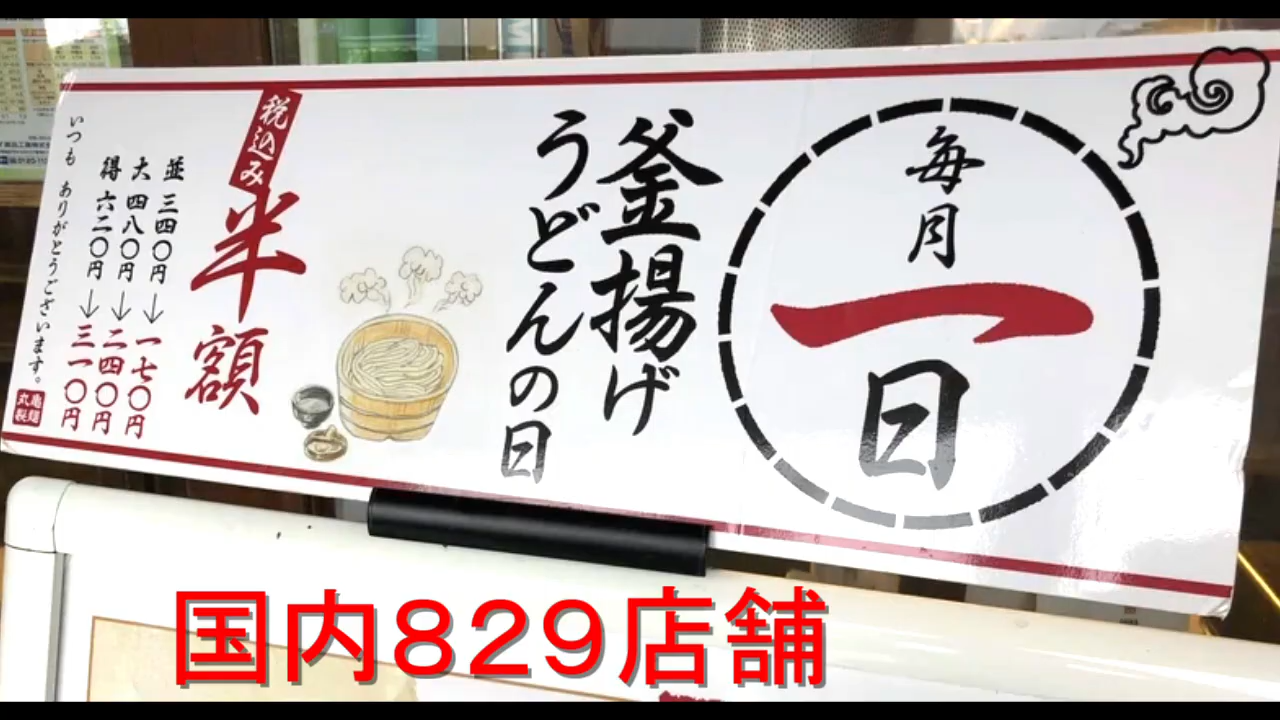 毎月
一
日
釜揚げ
うどんの日
税込み
半額
並 三四〇円→一七〇円
大 四八〇円→二四〇円
得 六二〇円→三一〇円
いつも ありがとうございます。
丸亀
製麺
国内829店舗